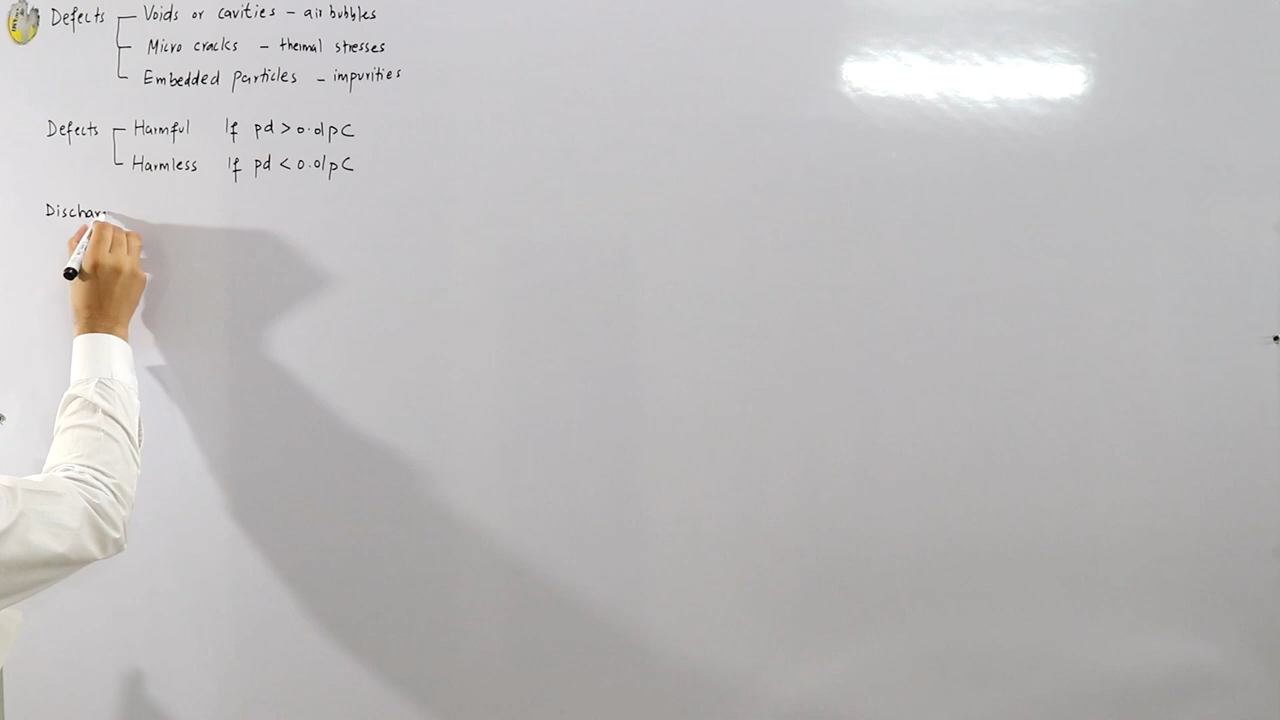 Defects Voids or cavities - air bubbles
Micro cracks - thermal stresses
Embedded Particles - impurities
Defects Harmful If pd > 0.01pC
Harmless If pd < 0.01pC
Dischar